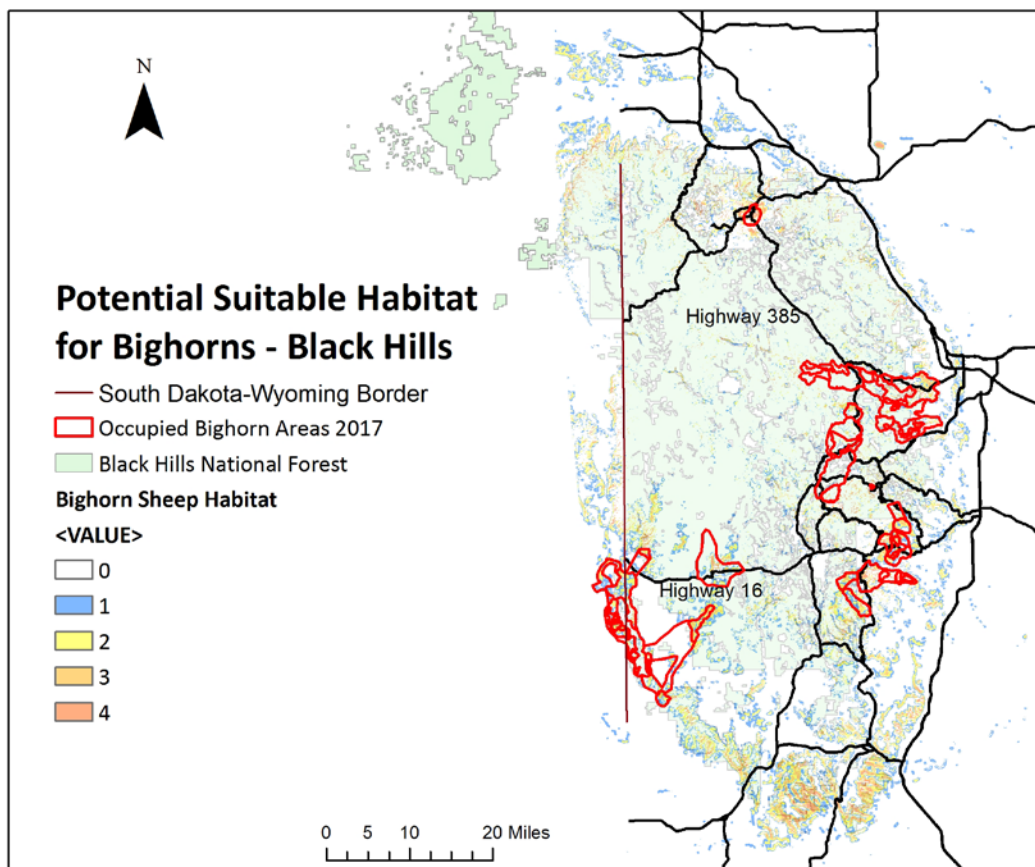 N
Highway 385
Potential Suitable Habitat
for Bighorns - Black Hills
South Dakota-Wyoming Border
Occupied Bighorn Areas 2017
Black Hills National Forest
Bighorn Sheep Habitat
<VALUE>
0
1
2
3
4
Highway 16
0 5 10 20 Miles